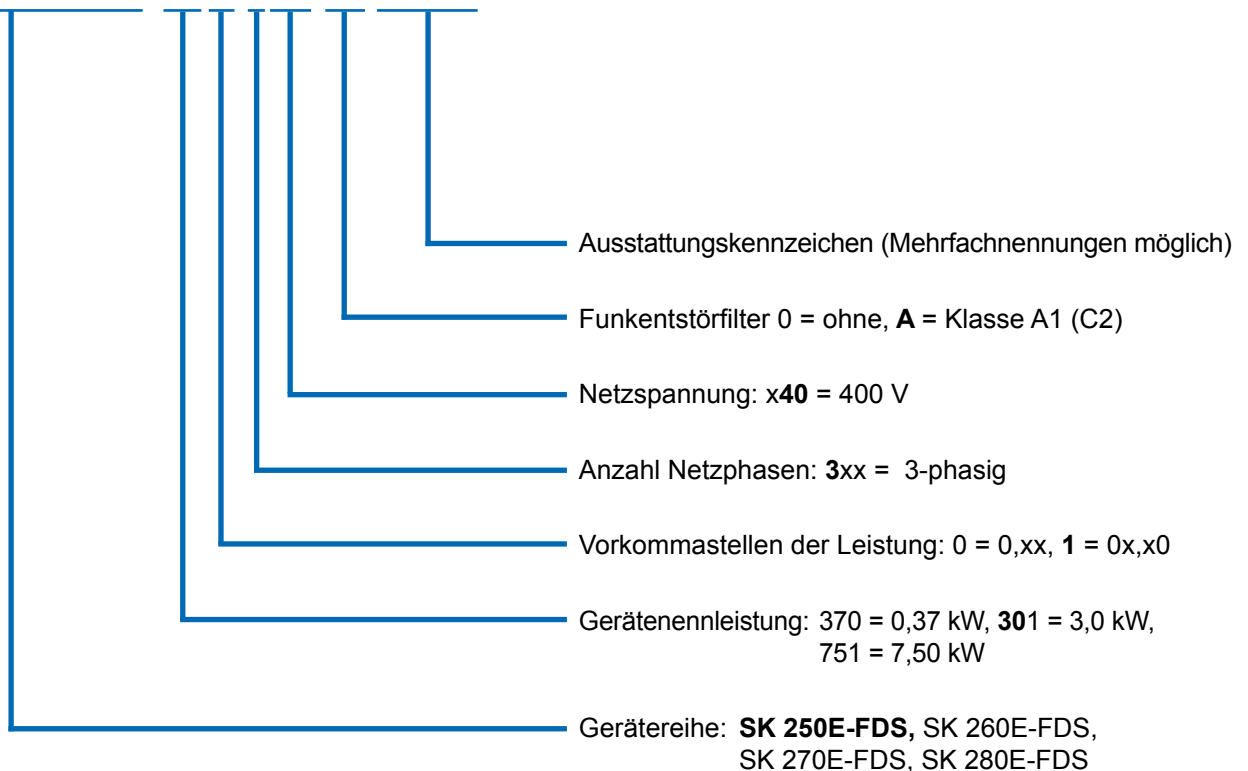 Ausstattungskennzeichen (Mehrfachnennungen möglich)
Funkentstörfilter 0 = ohne, A = Klasse A1 (C2)
Netzspannung: x40 = 400 V
Anzahl Netzphasen: 3xx = 3-phasig
Vorkommastellen der Leistung: 0 = 0,xx, 1 = 0x,x0
Gerätenennleistung: 370 = 0,37 kW, 301 = 3,0 kW,
751 = 7,50 kW
Gerätereihe: SK 250E-FDS, SK 260E-FDS,
SK 270E-FDS, SK 280E-FDS